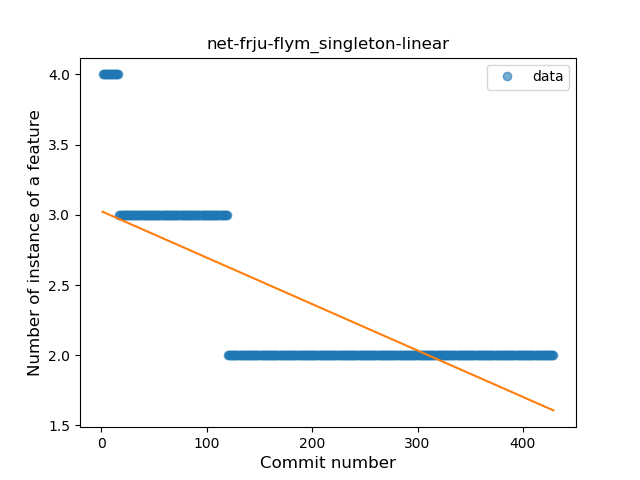 net-frju-flym_singleton-linear
data
Number of instance of a feature
4.0
3.5
3.0
2.5
2.0
1.5
0 100 200 300 400
Commit number